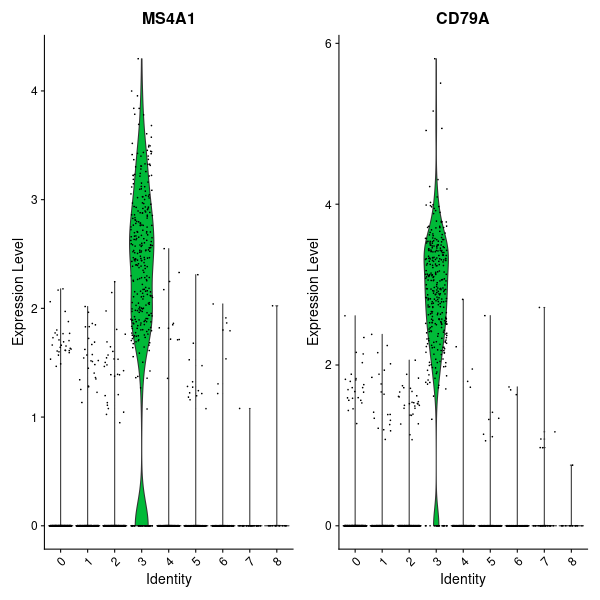 MS4A1
Expression Level
4
3
2
1
0
0 1 2 3 4 5 6 7 8
Identity
CD79A
Expression Level
6
4
2
0
0 1 2 3 4 5 6 7 8
Identity